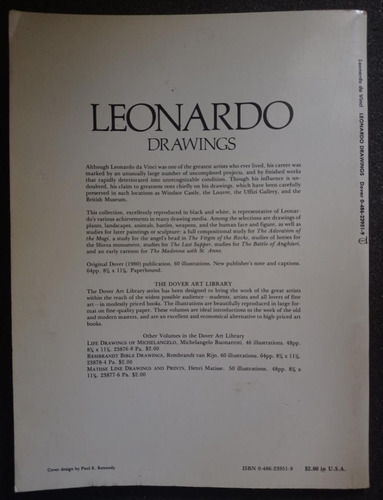 LEONARDO
DRAWINGS
Although Leonardo da Vinci was one of the greatest artists who ever lived, his career was
marked by an unusually large number of uncompleted projects, and by finished works
that rapidly deteriorated into unrecognizable condition. Though his influence is un-
doubted, his claim to greatness rests chiefly on his drawings, which have been carefully
preserved in such locations as Windsor Castle, the Louvre, the Uffizi Gallery, and the
British Museum.
This collection, excellently reproduced in black and white, is representative of Leonar-
do's various achievements in many drawing media. Among the selections are drawings of
plants, landscapes, animals, battles, weapons, and the human face and figure, as well as
studies for later paintings or sculpture: a full compositional study for The Adoration of
the Magi, a study for the angel's head in The Virgin of the Rocks, studies of horses for
the Sforza monument, studies for The Last Supper, studies for The Battle of Anghiari,
and an early cartoon for The Madonna with St. Anne.
Original Dover (1980) publication. 60 illustrations. New publisher's note and captions.
64pp. 8¼ x 11¼. Paperbound.
THE DOVER ART LIBRARY
The Dover Art Library series has been designed to bring the work of the great artists
within the reach of the widest possible audience—students, artists and all lovers of fine
art—in modestly priced books. The illustrations are beautifully reproduced in large for-
mat on fine-quality paper. These volumes are ideal introductions to the work of the old
and modern masters, and are an excellent and economical alternative to high-priced art
books.
Other Volumes in the Dover Art Library
LIFE DRAWINGS OF MICHELANGELO, Michelangelo Buonarroti. 46 illustrations. 48pp.
8¼ x 11¼. 23876-8 Pa. $2.00
REMBRANDT BIBLE DRAWINGS, Rembrandt van Rijn. 60 illustrations. 64pp. 8¼ x 11¼.
23878-4 Pa. $2.00
MATISSE LINE DRAWINGS AND PRINTS, Henri Matisse. 50 illustrations. 48pp. 8¼
x 11¼. 23877-6 Pa. $2.00
Cover design by Paul E. Kennedy
ISBN 0-486-23951-9
$2.00 in U.S.A.
Leonardo da Vinci LEONARDO DRAWINGS Dover 0-486-23951-9